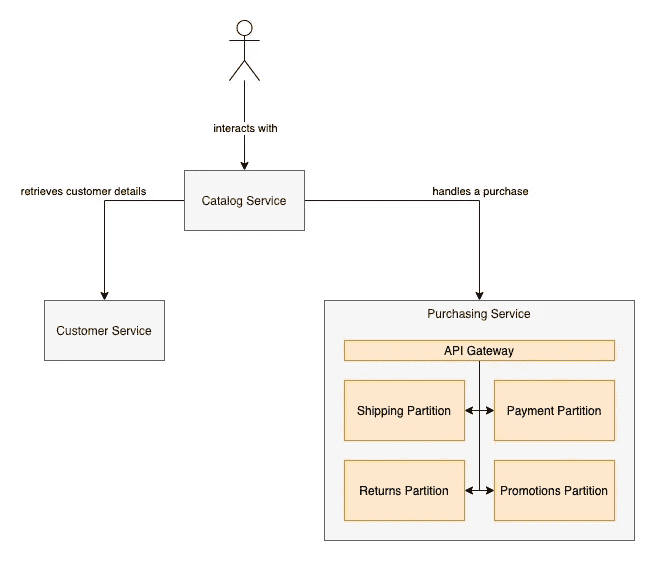 interacts with
retrieves customer details
handles a purchase
Catalog Service
Customer Service
Purchasing Service
API Gateway
Shipping Partition
Payment Partition
Returns Partition
Promotions Partition